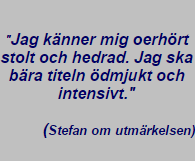 "Jag känner mig oerhört
stolt och hedrad. Jag ska
bära titeln ödmjukt och
intensivt."
(Stefan om utmärkelsen)